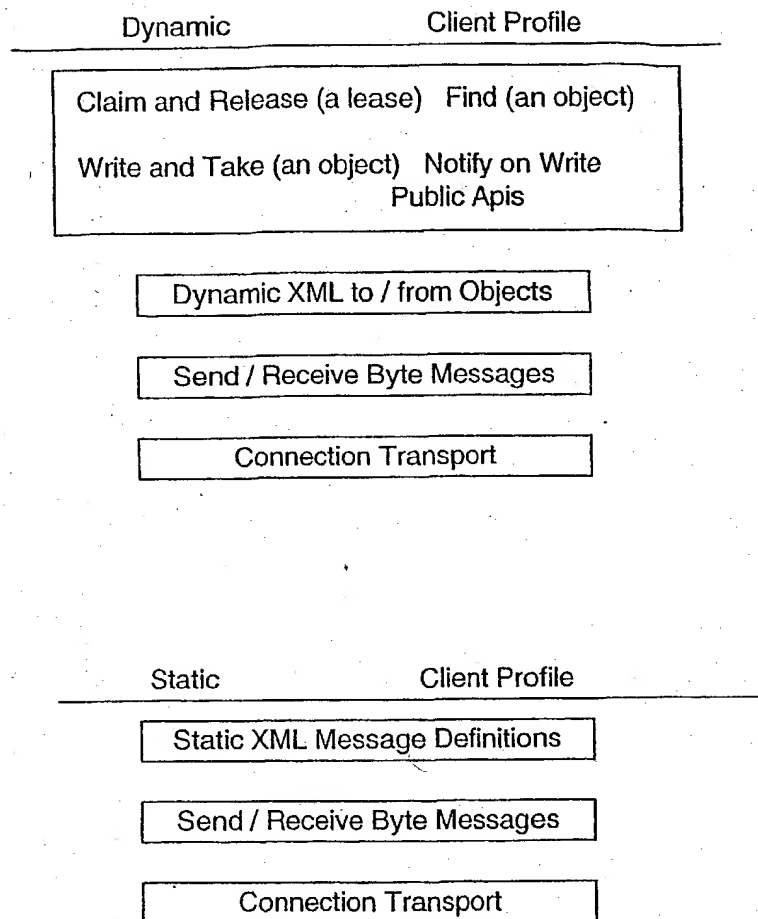 Dynamic Client Profile
Claim and Release (a lease) Find (an object)
Write and Take (an object) Notify on Write
Public Apis
Dynamic XML to / from Objects
Send / Receive Byte Messages
Connection Transport
Static Client Profile
Static XML Message Definitions
Send / Receive Byte Messages
Connection Transport